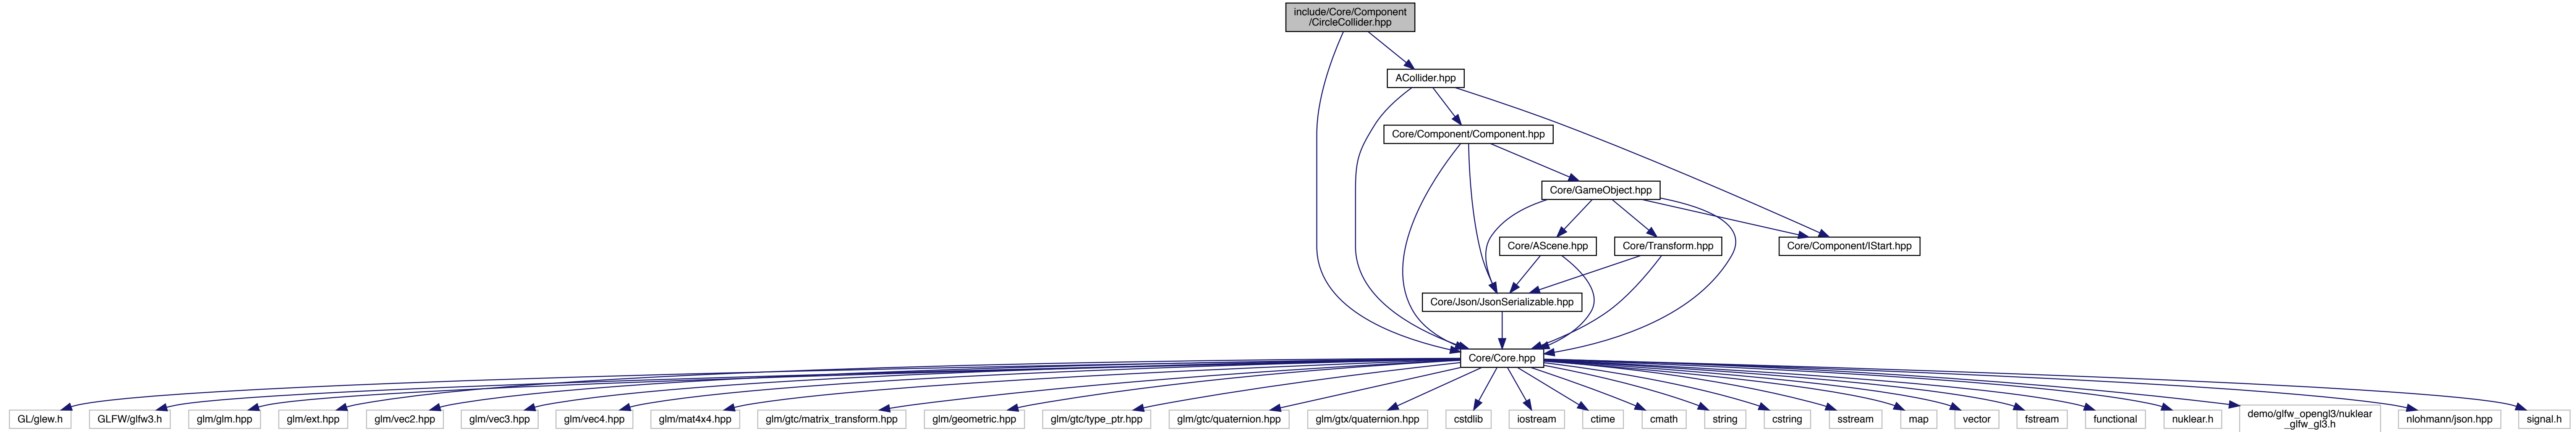 include/Core/Component
/CircleCollider.hpp
ACollider.hpp
Core/Component/Component.hpp
Core/GameObject.hpp
Core/AScene.hpp
Core/Transform.hpp
Core/Component/IStart.hpp
Core/Json/JsonSerializable.hpp
Core/Core.hpp
GL/glew.h
GLFW/glfw3.h
glm/glm.hpp
glm/ext.hpp
glm/vec2.hpp
glm/vec3.hpp
glm/vec4.hpp
glm/mat4x4.hpp
glm/gtc/matrix_transform.hpp
glm/geometric.hpp
glm/gtc/type_ptr.hpp
glm/gtc/quaternion.hpp
glm/gtx/quaternion.hpp
cstdlib
iostream
ctime
cmath
string
cstring
sstream
map
vector
fstream
functional
nuklear.h
demo/glfw_opengl3/nuklear
_glfw_gl3.h
nlohmann/json.hpp
signal.h